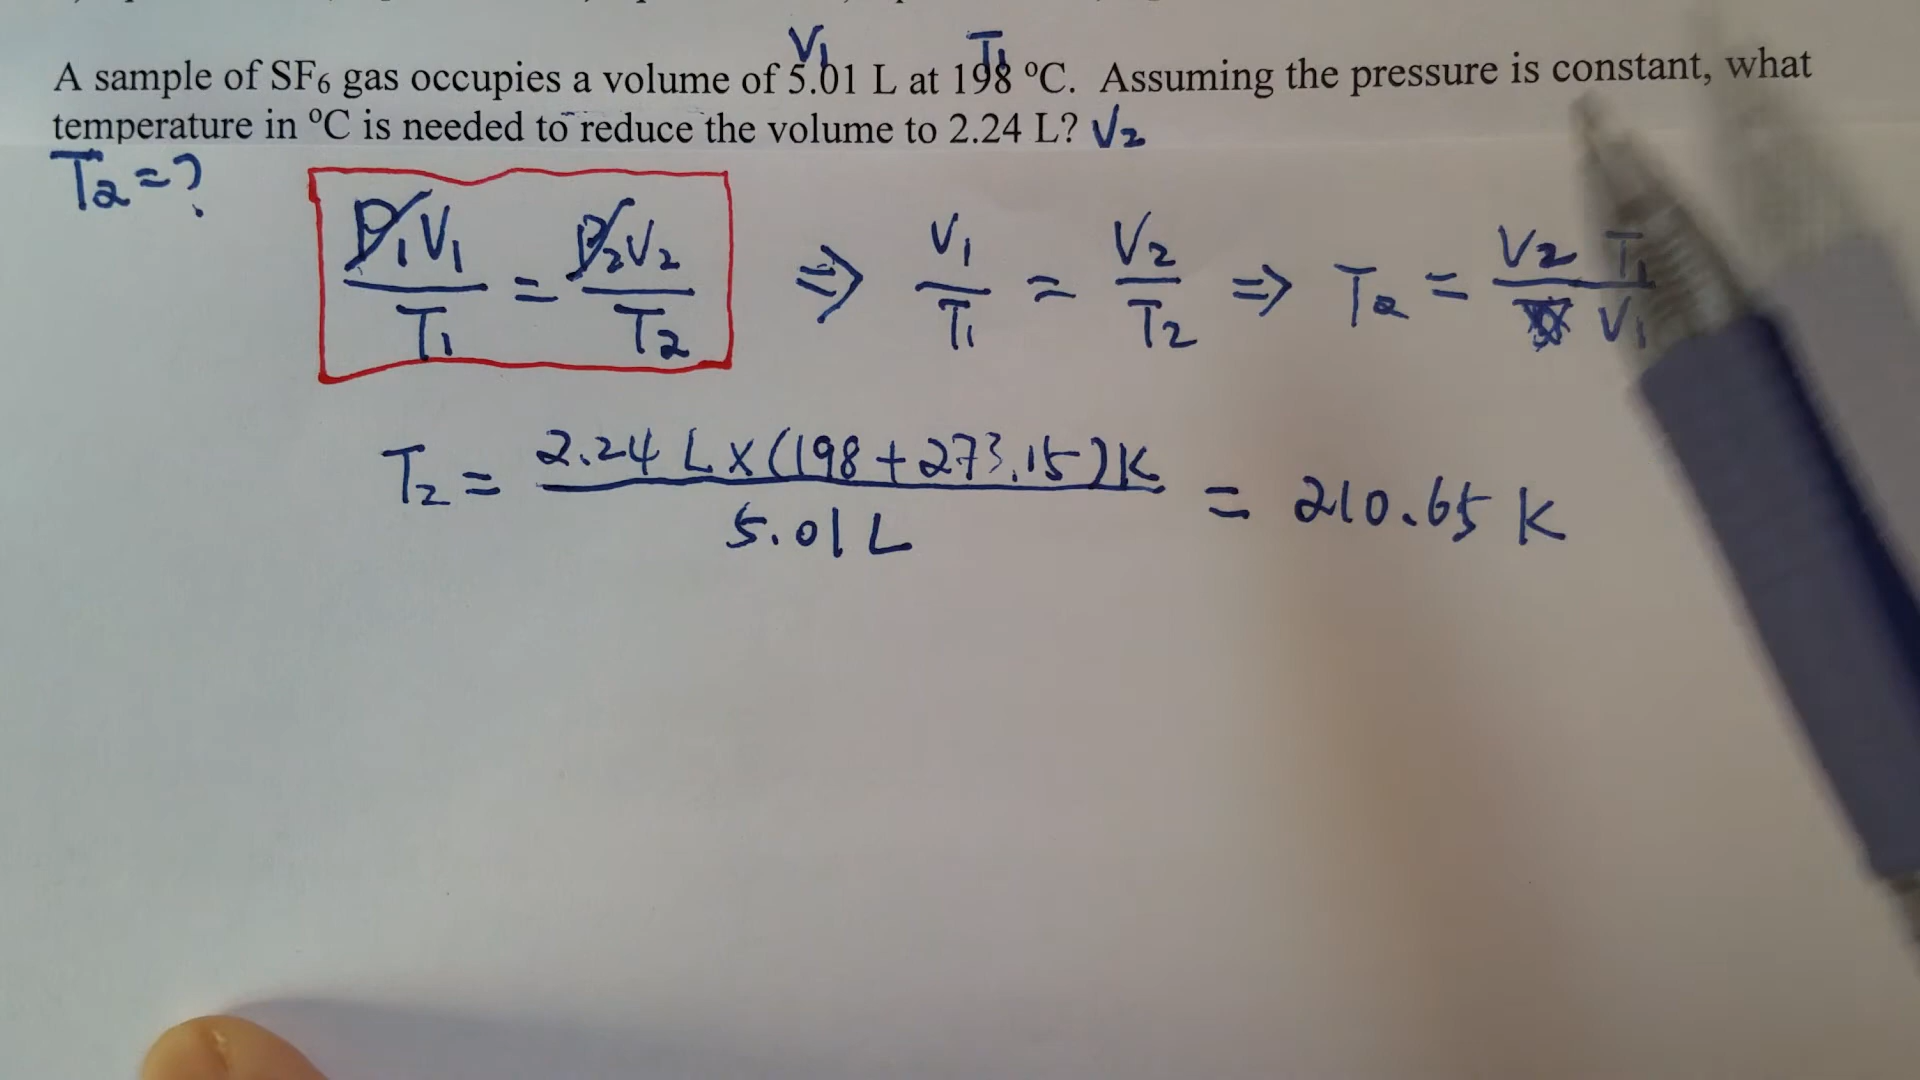 V₁ T₁
A sample of SF₆ gas occupies a volume of 5.01 L at 198 ºC. Assuming the pressure is constant, what
temperature in ºC is needed to reduce the volume to 2.24 L? V₂
T₂ = ?
P₁V₁/T₁ = P₂V₂/T₂ ⇒ V₁/T₁ = V₂/T₂ ⇒ T₂ = V₂ T₁/V₁
T₂ = 2.24 L x (198 + 273.15) K / 5.01 L = 210.65 K